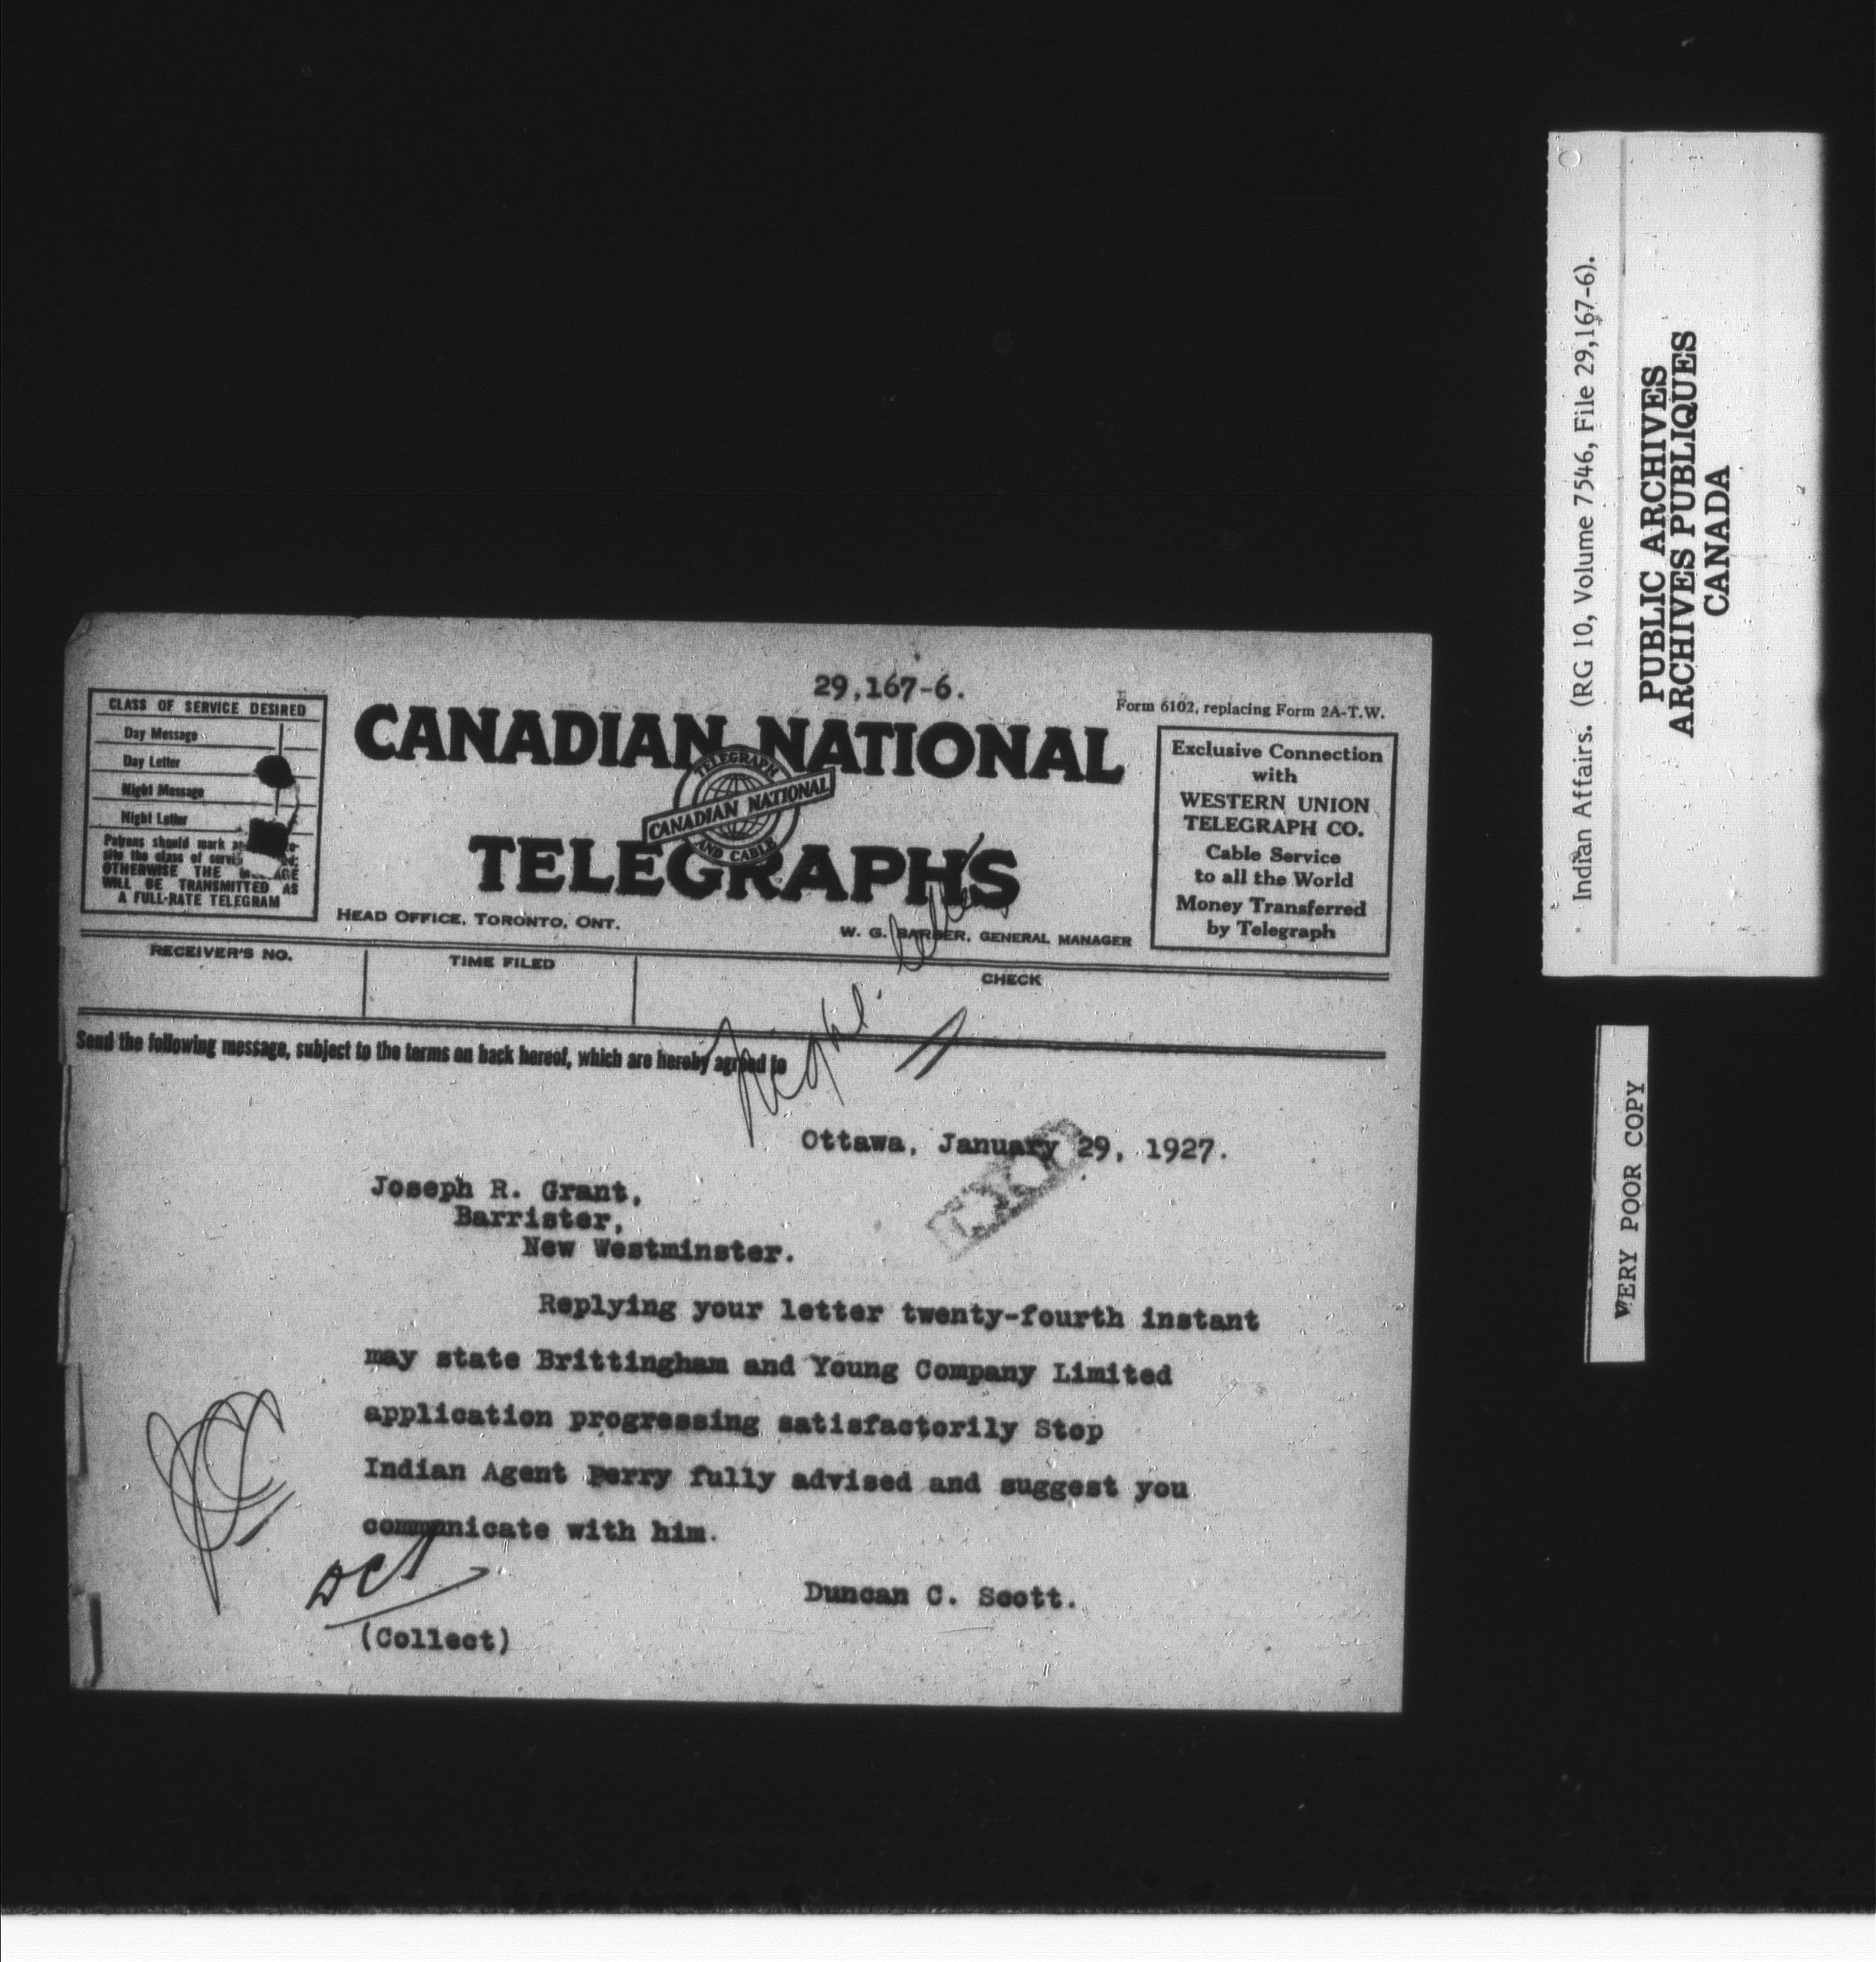 29,167-6.
Form 6102, replacing Form 2A-T.W.
CLASS OF SERVICE DESIRED
Day Message
Day Letter
Night Message
Night Letter
Patrons should mark
site the class of
OTHERWISE THE
WILL BE TRANSMITTED AS
A FULL-RATE TELEGRAM
CANADIAN NATIONAL
TELEGRAPH
CANADIAN NATIONAL
AND CABLE
TELEGRAPHS
HEAD OFFICE, TORONTO, ONT.
W. G. BARBER, GENERAL MANAGER
Exclusive Connection
with
WESTERN UNION
TELEGRAPH CO.
Cable Service
to all the World
Money Transferred
by Telegraph
RECEIVER'S NO.
TIME FILED
CHECK
Send the following message, subject to the terms on back hereof, which are hereby agreed to
Ottawa, January 29, 1927.
Joseph R. Grant,
Barrister,
New Westminster.
Replying your letter twenty-fourth instant
may state Brittingham and Young Company Limited
application progressing satisfactorily Stop
Indian Agent Perry fully advised and suggest you
communicate with him.
DCS
Duncan C. Scott.
(Collect)
Indian Affairs. (RG 10, Volume 7546, File 29,167-6).
PUBLIC ARCHIVES
ARCHIVES PUBLIQUES
CANADA
VERY POOR COPY